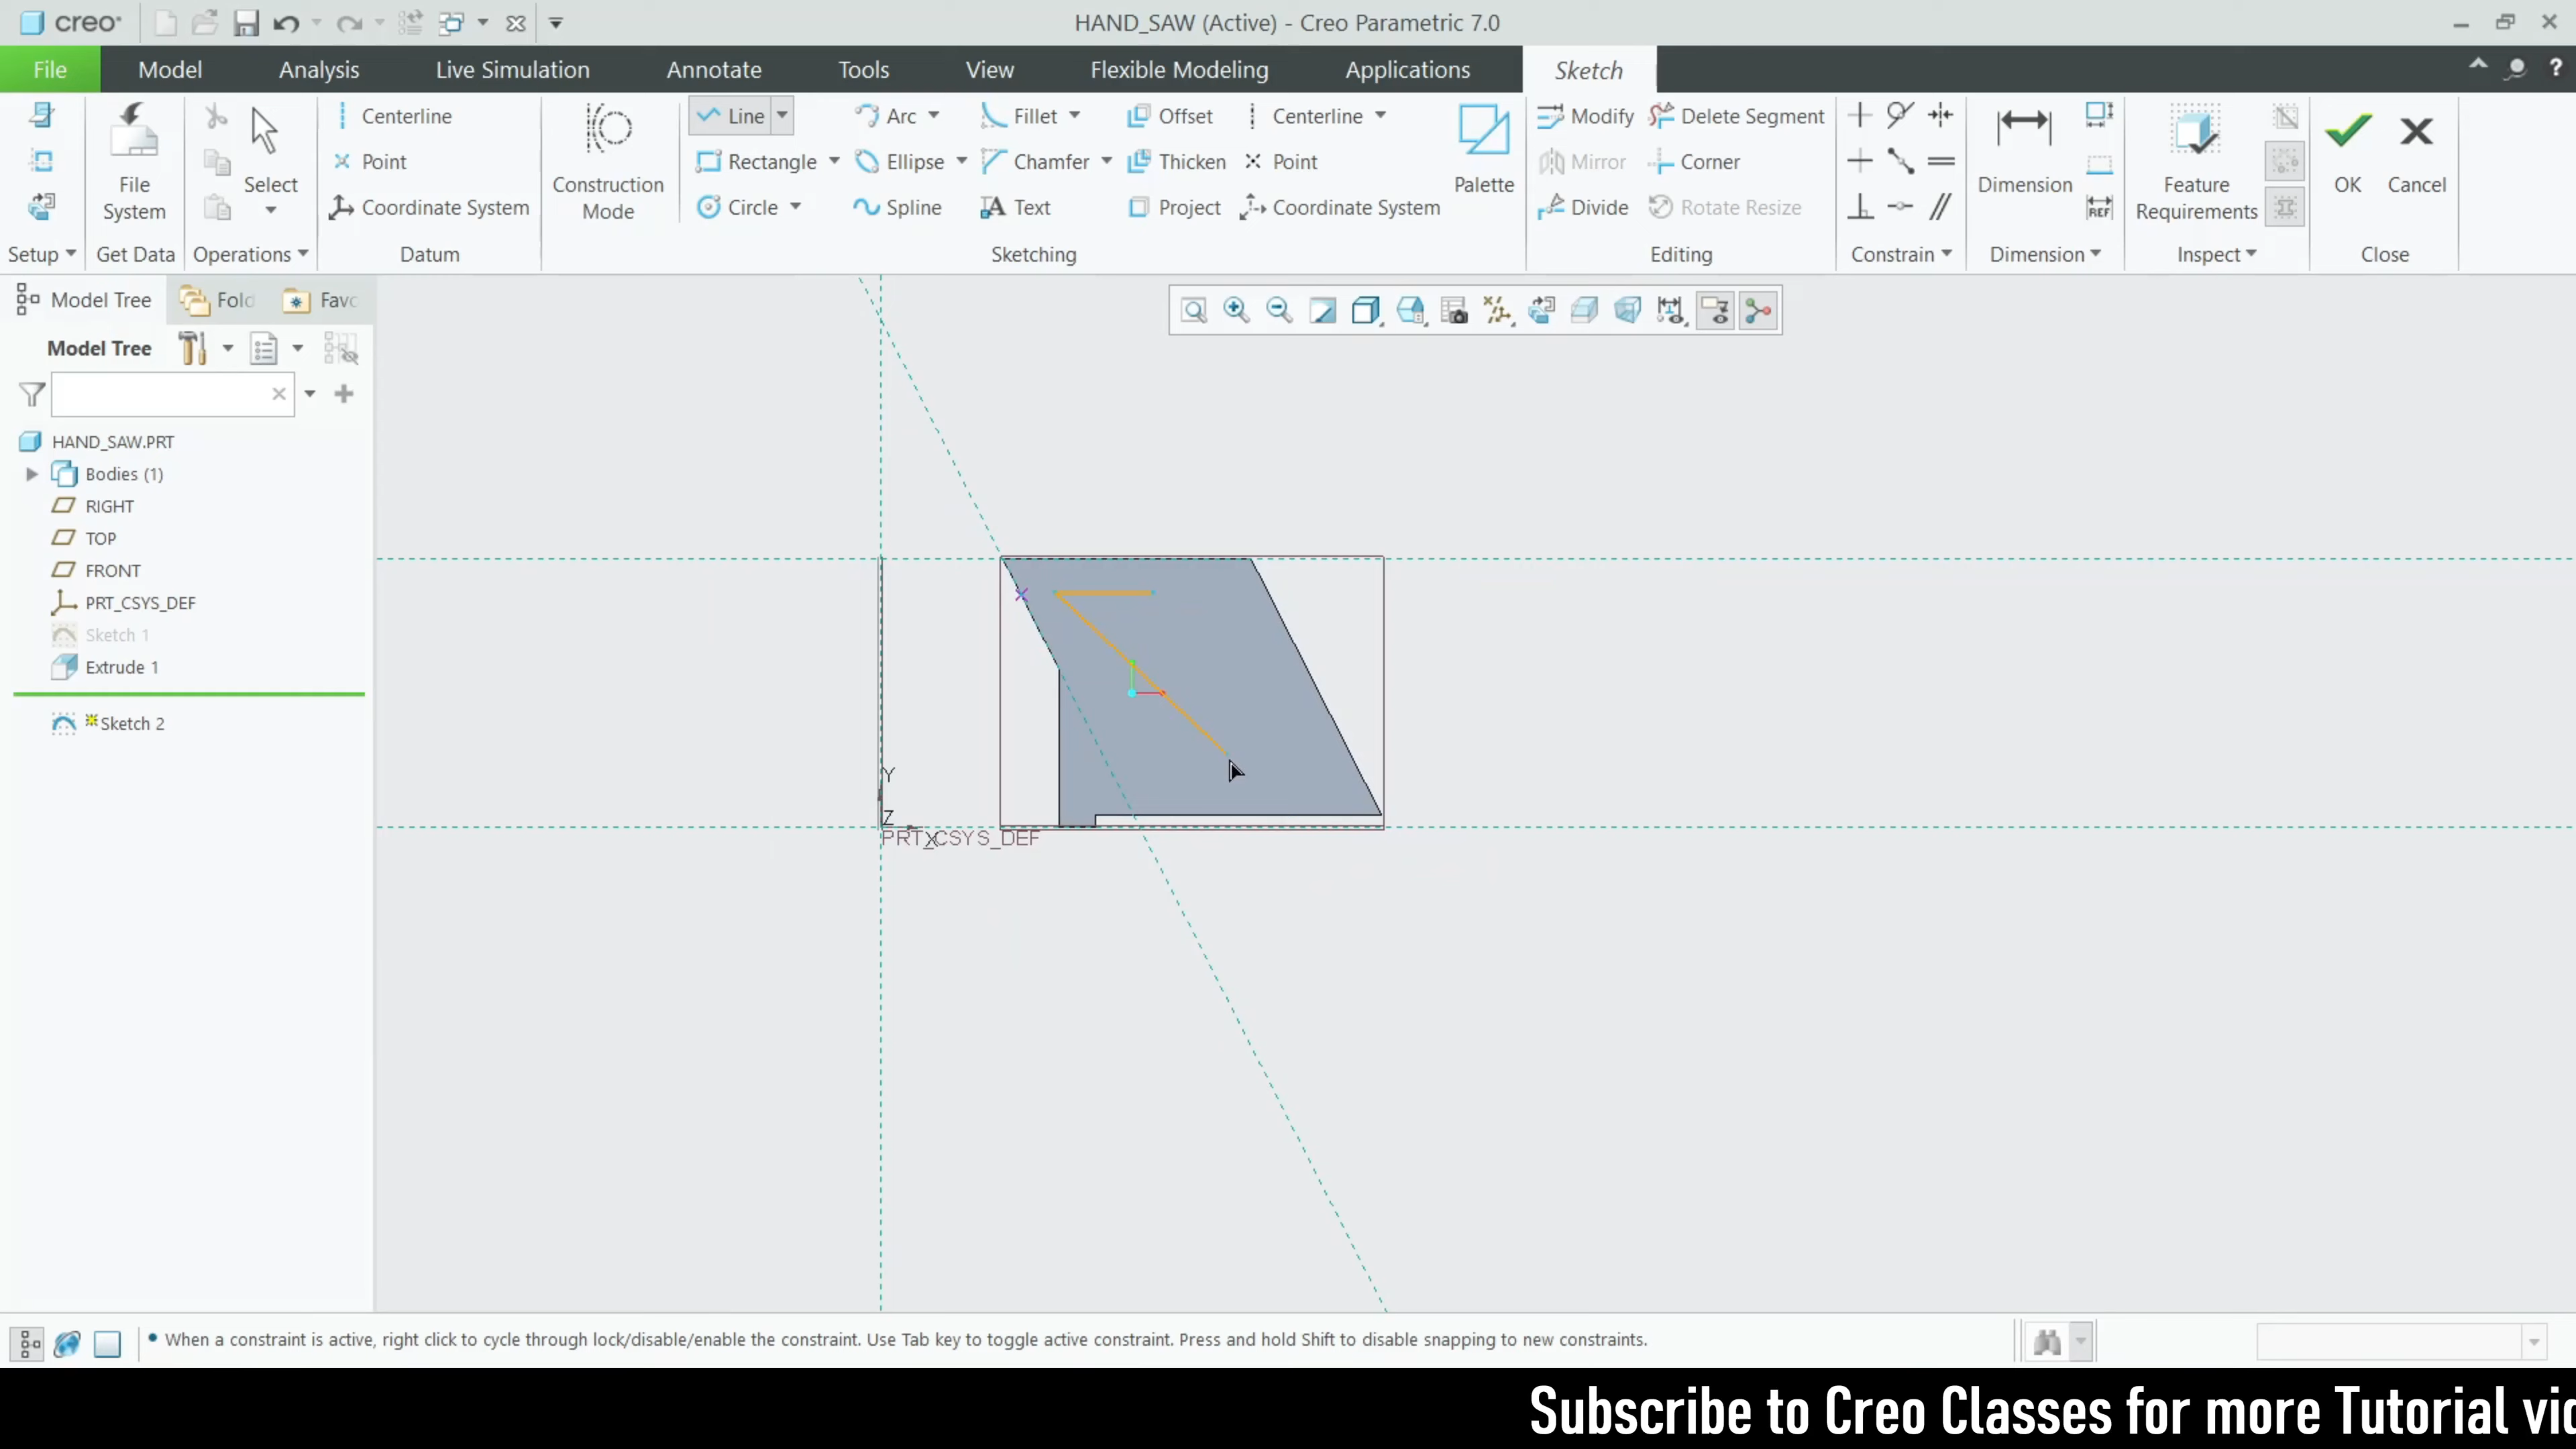 creo
HAND_SAW (Active) - Creo Parametric 7.0
File Model Analysis Live Simulation Annotate Tools View Flexible Modeling Applications Sketch
Centerline
Point
Coordinate System
File System
Select
Construction Mode
Line Arc Fillet Offset Centerline
Rectangle Ellipse Chamfer Thicken Point
Circle Spline Text Project Coordinate System
Palette
Modify Delete Segment
Mirror Corner
Divide Rotate Resize
Dimension
REF
Feature Requirements
OK Cancel
Setup Get Data Operations Datum Sketching Editing Constrain Dimension Inspect Close
Model Tree Fold Favo
Model Tree
HAND_SAW.PRT
Bodies (1)
RIGHT
TOP
FRONT
PRT_CSYS_DEF
Sketch 1
Extrude 1
Sketch 2
Y
Z
X
PRT_CSYS_DEF
When a constraint is active, right click to cycle through lock/disable/enable the constraint. Use Tab key to toggle active constraint. Press and hold Shift to disable snapping to new constraints.
Subscribe to Creo Classes for more Tutorial vid